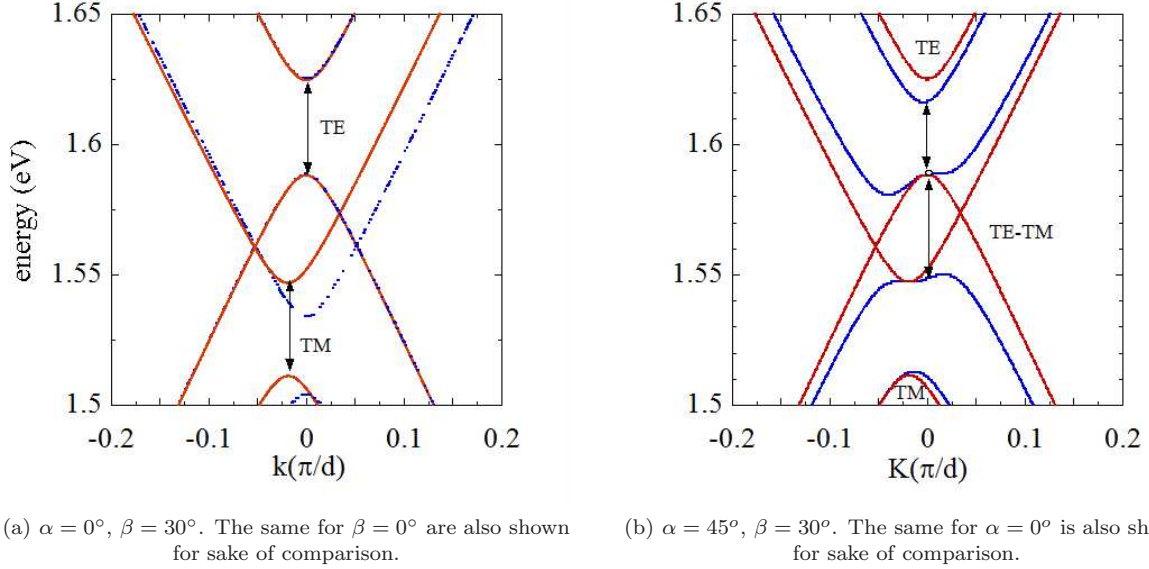 1.65
1.6
1.55
1.5
energy (eV)
TE
TM
-0.2 -0.1 0 0.1 0.2
k(π/d)
(a) α = 0°, β = 30°. The same for β = 0° are also shown
for sake of comparison.
1.65
1.6
1.55
1.5
TE
TE-TM
TM
-0.2 -0.1 0 0.1 0.2
K(π/d)
(b) α = 45ᵒ, β = 30ᵒ. The same for α = 0ᵒ is also sh
for sake of comparison.